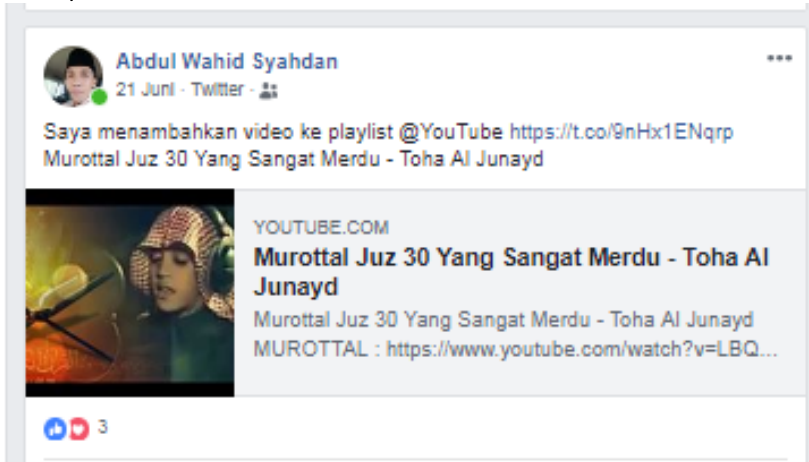 Abdul Wahid Syahdan
21 Juni · Twitter ·
Saya menambahkan video ke playlist @YouTube https://t.co/9nHx1ENqrp
Murottal Juz 30 Yang Sangat Merdu - Toha Al Junayd
YOUTUBE.COM
Murottal Juz 30 Yang Sangat Merdu - Toha Al
Junayd
Murottal Juz 30 Yang Sangat Merdu - Toha Al Junayd
MUROTTAL : https://www.youtube.com/watch?v=LBQ...
3